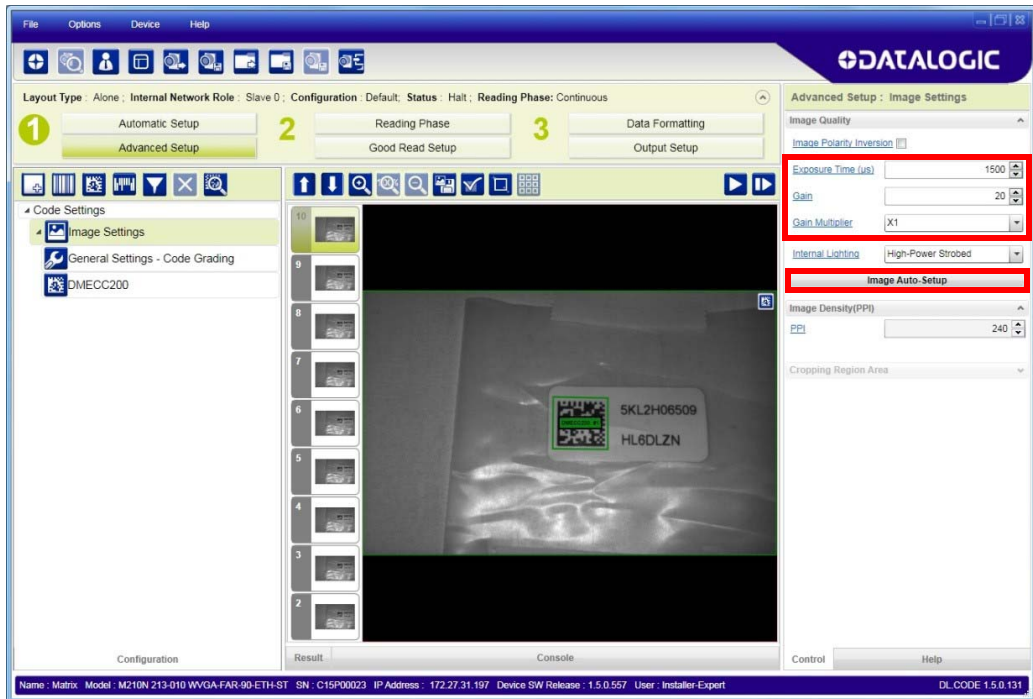 File Options Device Help
DATALOGIC
Layout Type : Alone ; Internal Network Role : Slave 0 ; Configuration : Default; Status : Halt ; Reading Phase: Continuous
1 Automatic Setup 2 Reading Phase 3 Data Formatting
Advanced Setup Good Read Setup Output Setup
Code Settings
Image Settings
General Settings - Code Grading
DMECC200
Configuration
10
9
8
7
6
5
4
3
2
5KL2H06509
HL6DLZN
Result Console
Advanced Setup : Image Settings
Image Quality
Image Polarity Inversion
Exposure Time (us) 1500
Gain 20
Gain Multiplier X1
Internal Lighting High-Power Strobed
Image Auto-Setup
Image Density(PPI)
PPI 240
Cropping Region Area
Control Help
Name : Matrix Model : M210N 213-010 WVGA-FAR-90-ETH-ST SN : C15P00023 IP Address : 172.27.31.197 Device SW Release : 1.5.0.557 User : Installer-Expert DL.CODE 1.5.0.131